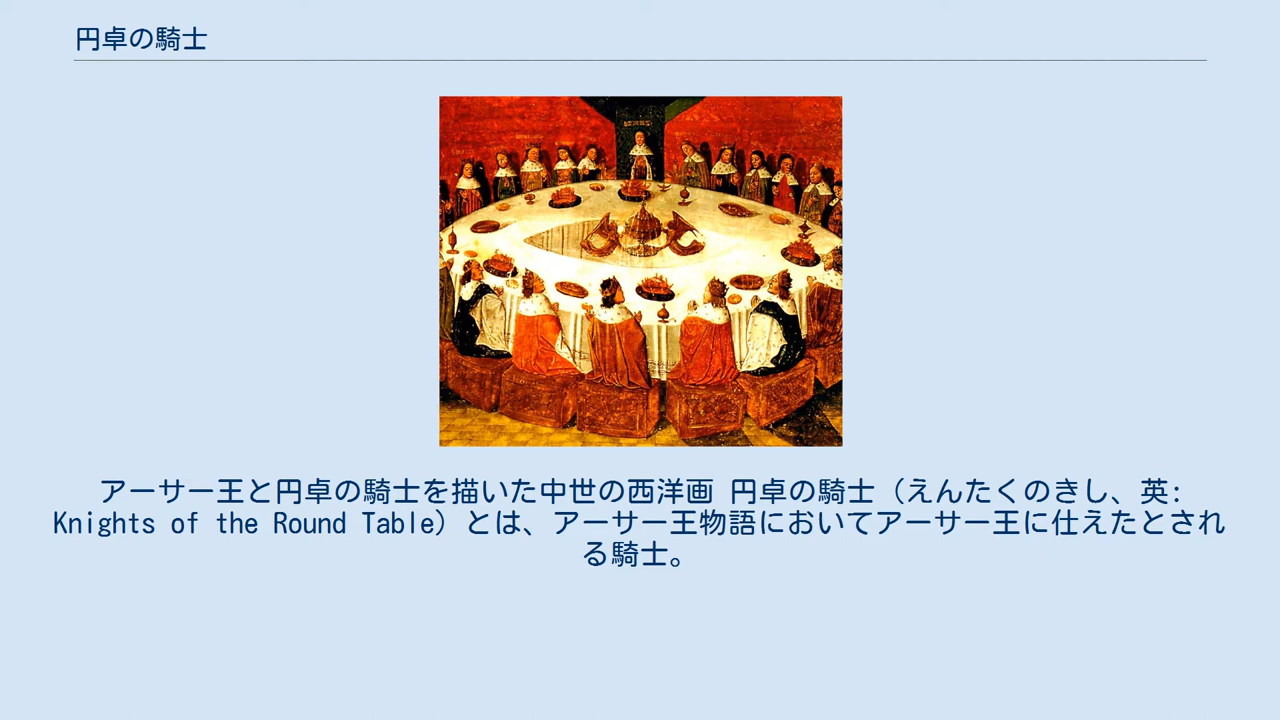 円卓の騎士
アーサー王と円卓の騎士を描いた中世の西洋画 円卓の騎士（えんたくのきし、英:
Knights of the Round Table）とは、アーサー王物語においてアーサー王に仕えたとされ
る騎士。